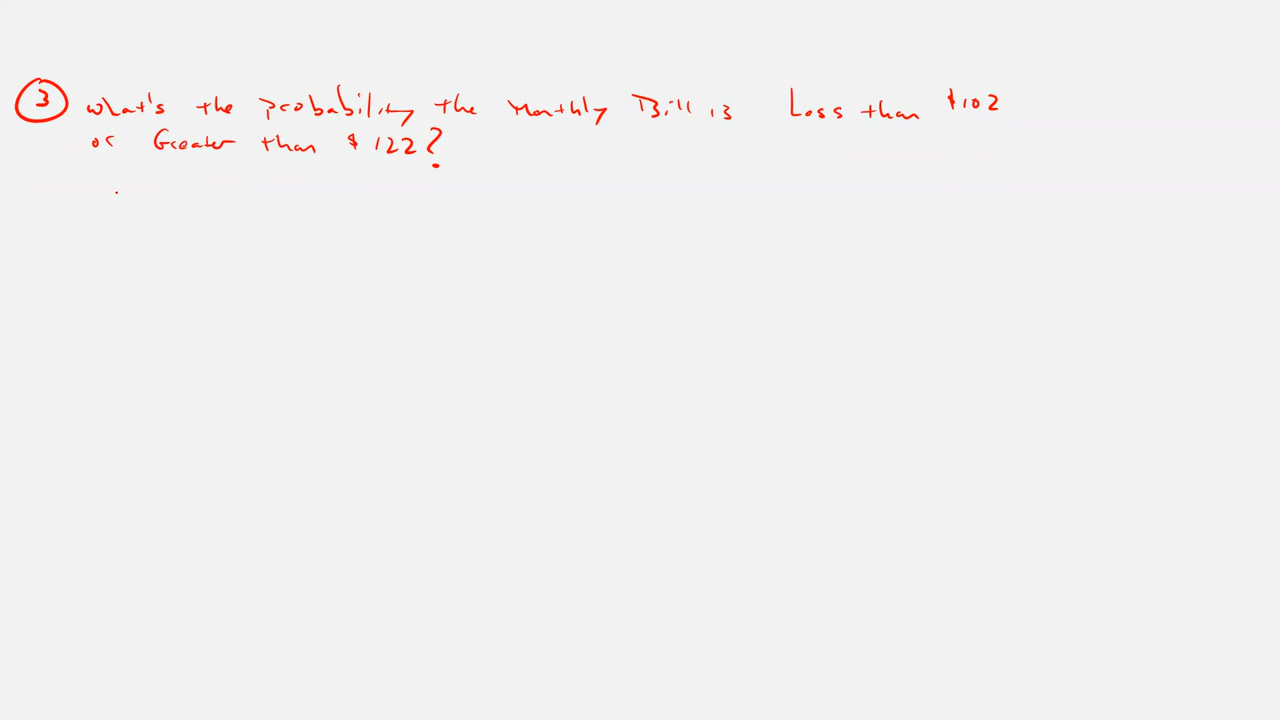 ③ What's the probability the Monthly Bill is Less than $102
or Greater than $122?